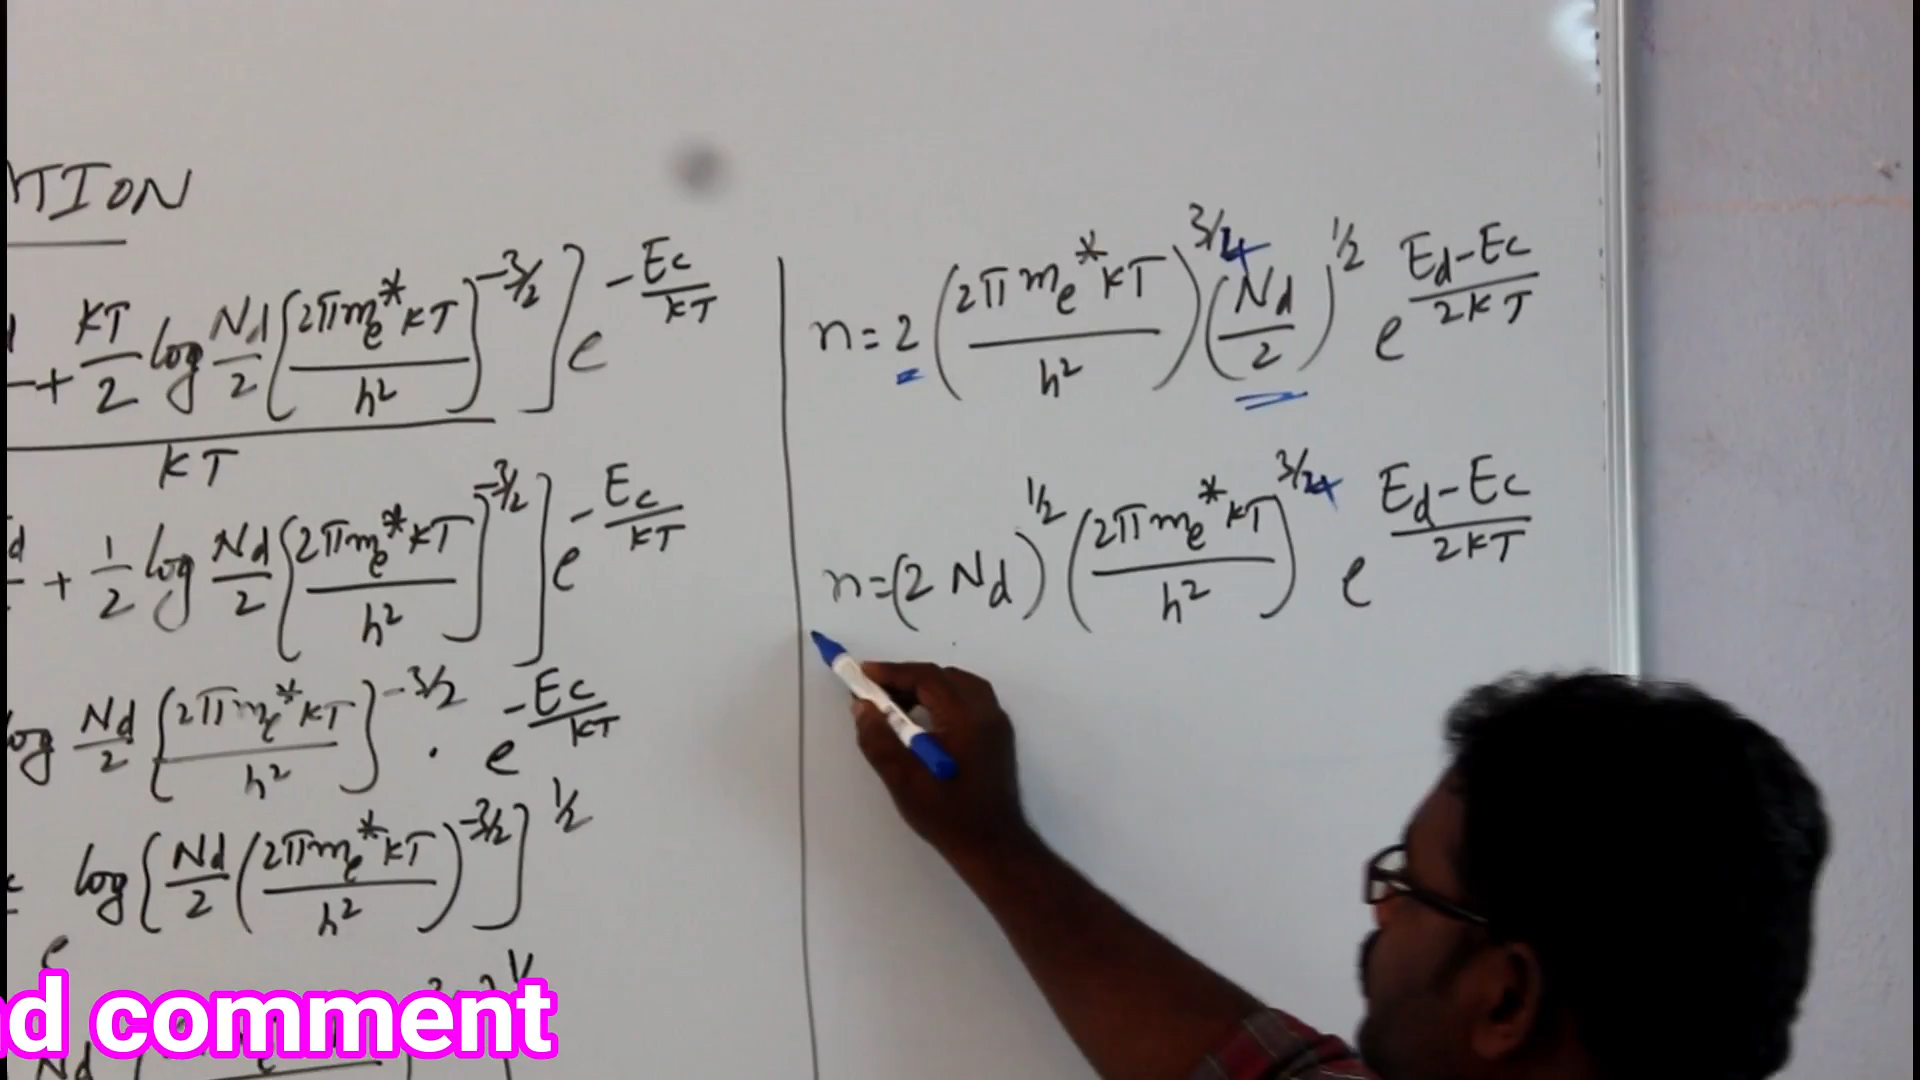 ATION
+ KT/2 log Nd/2 [(2πme*KT/h²)^-3/2] e^-Ec/KT
KT
+ 1/2 log Nd/2 [(2πme*KT/h²)^-3/2] e^-Ec/KT
log Nd/2 [2πme*KT/h²]^-3/2 · e^-Ec/KT
e log{Nd/2 (2πme*KT/h²)^-3/2}^1/2
Nd
n = 2 (2πme*KT/h²)^3/4 (Nd/2)^1/2 e^Ed-Ec/2KT
n = (2 Nd)^1/2 (2πme*KT/h²)^3/4 e^Ed-Ec/2KT
nd comment